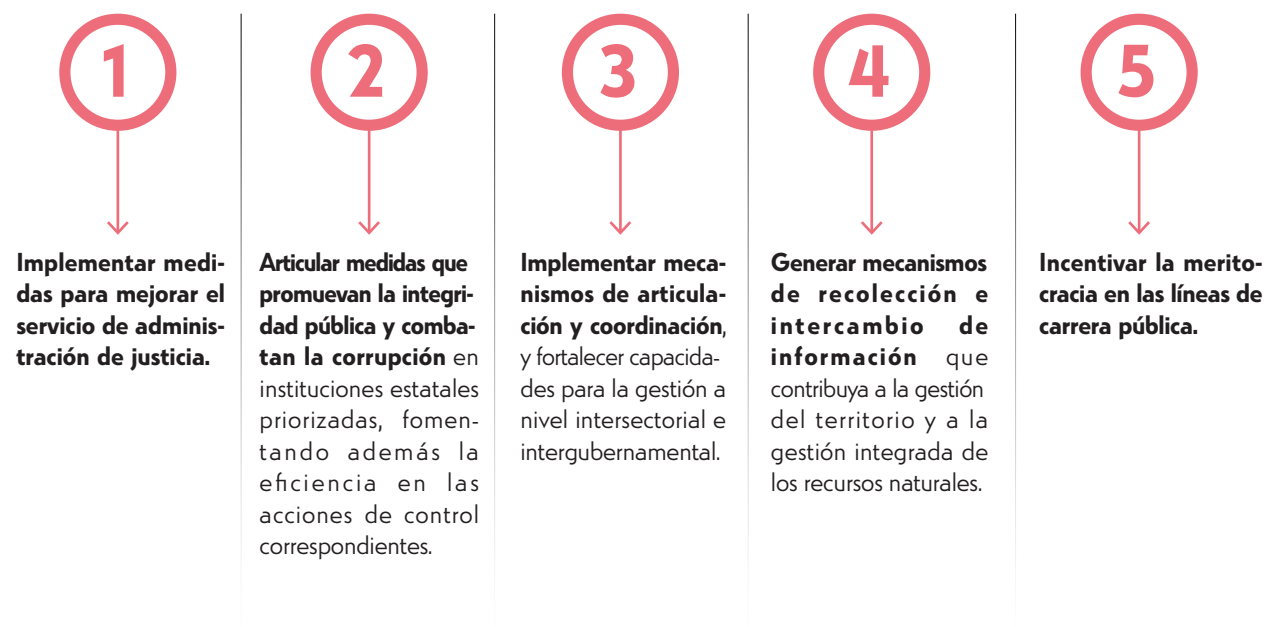 1
Implementar medi-
das para mejorar el
servicio de adminis-
tración de justicia.
2
Articular medidas que
promuevan la integri-
dad pública y comba-
tan la corrupción en
instituciones estatales
priorizadas, fomen-
tando además la
eficiencia en las
acciones de control
correspondientes.
3
Implementar meca-
nismos de articula-
ción y coordinación,
y fortalecer capacida-
des para la gestión a
nivel intersectorial e
intergubernamental.
4
Generar mecanismos
de recolección e
intercambio de
información que
contribuya a la gestión
del territorio y a la
gestión integrada de
los recursos naturales.
5
Incentivar la merito-
cracia en las líneas de
carrera pública.